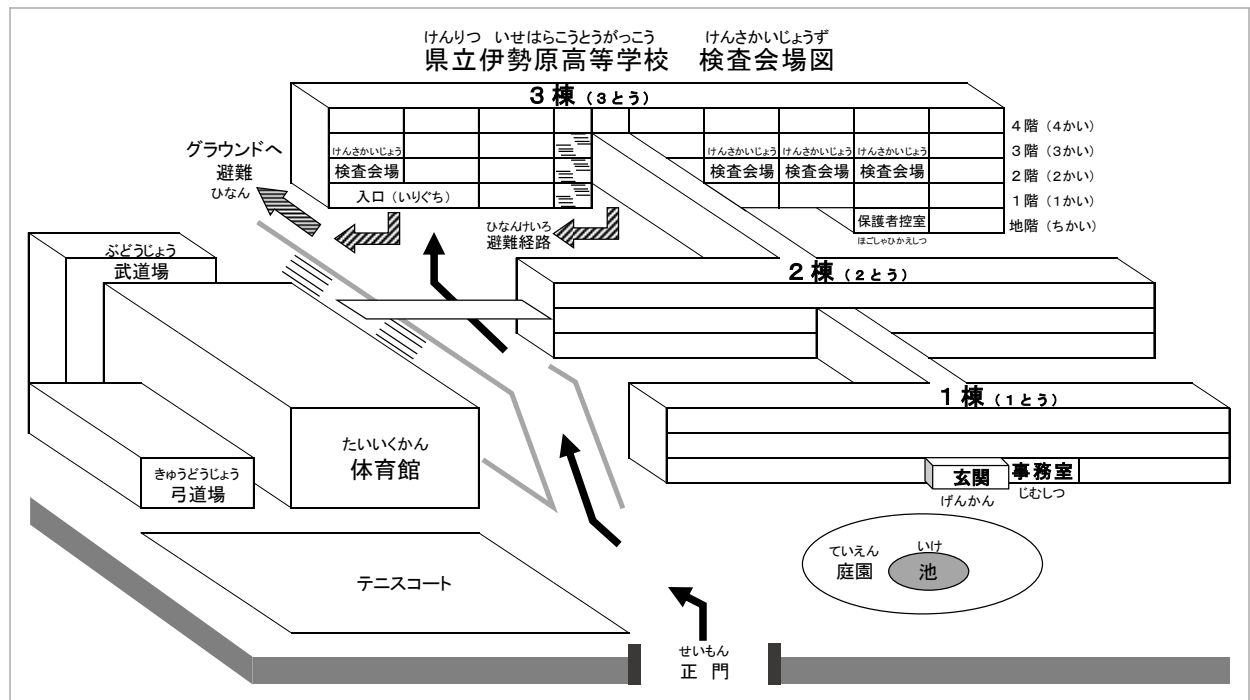 けんりつ いせはらこうとうがっこう けんさかいじょうず
県立伊勢原高等学校 検査会場図
3棟(3とう)
4階(4かい)
グラウンドへ
避難
ひなん
けんさかいじょう けんさかいじょう けんさかいじょう けんさかいじょう
3階(3かい)
検査会場 検査会場 検査会場 検査会場
2階(2かい)
入口(いりぐち)
1階(1かい)
保護者控室
ほごしゃひかえしつ
地階(ちかい)
ひなんけいろ
避難経路
ぶどうじょう
武道場
2棟(2とう)
1棟(1とう)
たいいくかん
体育館
きゅうどうじょう
弓道場
玄関
げんかん
事務室
じむしつ
ていえん
庭園
いけ
池
テニスコート
せいもん
正門